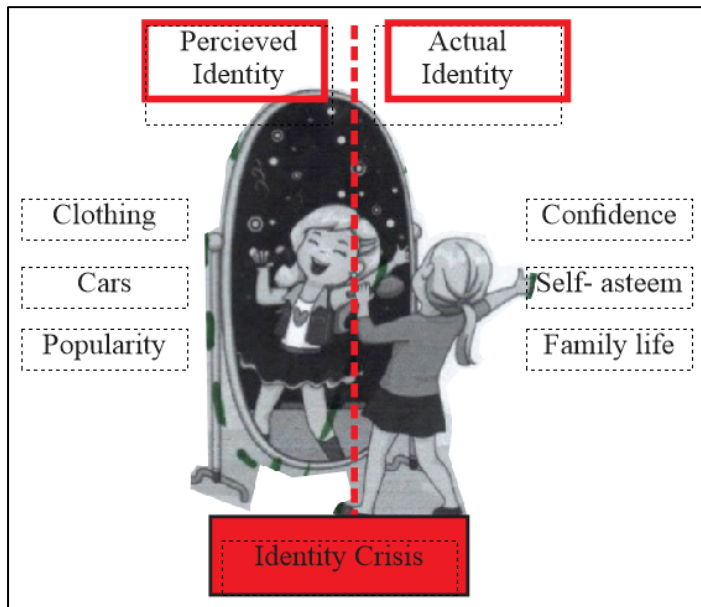 Percieved
Identity
Actual
Identity
Clothing
Confidence
Cars
Self- asteem
Popularity
Family life
Identity Crisis